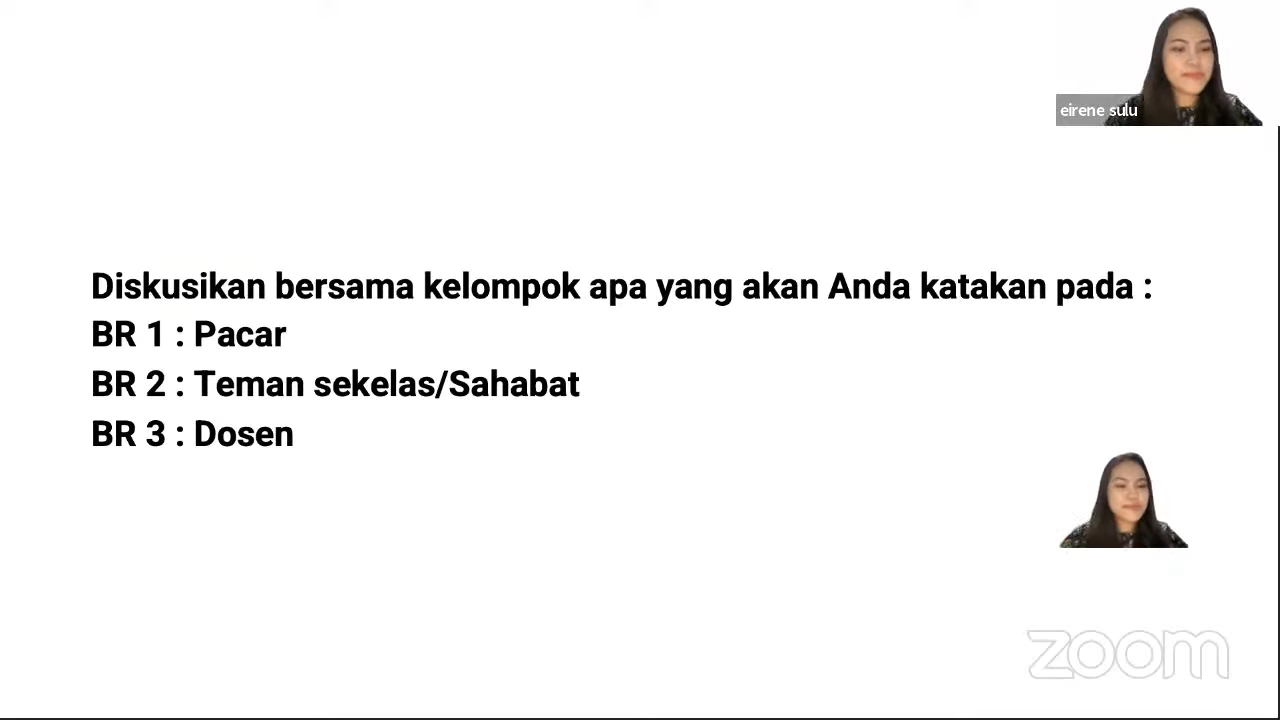 eirene sulu
Diskusikan bersama kelompok apa yang akan Anda katakan pada :
BR 1 : Pacar
BR 2 : Teman sekelas/Sahabat
BR 3 : Dosen
zoom